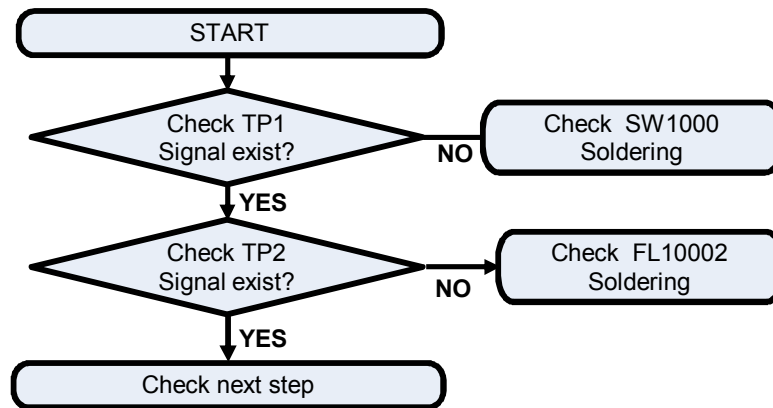 START
Check TP1
Signal exist?
NO
Check SW1000
Soldering
YES
Check TP2
Signal exist?
NO
Check FL10002
Soldering
YES
Check next step